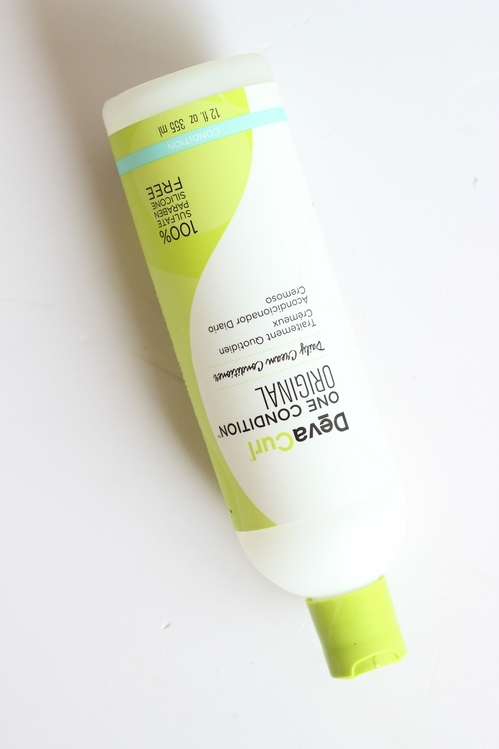 DevaCurl
ONE CONDITION™
ORIGINAL
Daily Cream Conditioner
Traitement Quotidien
Crémeux
Acondicionador Diario
Cremoso
100%
SULFATE
PARABEN
SILICONE
FREE
CONDITION
12 fl. oz 355 ml